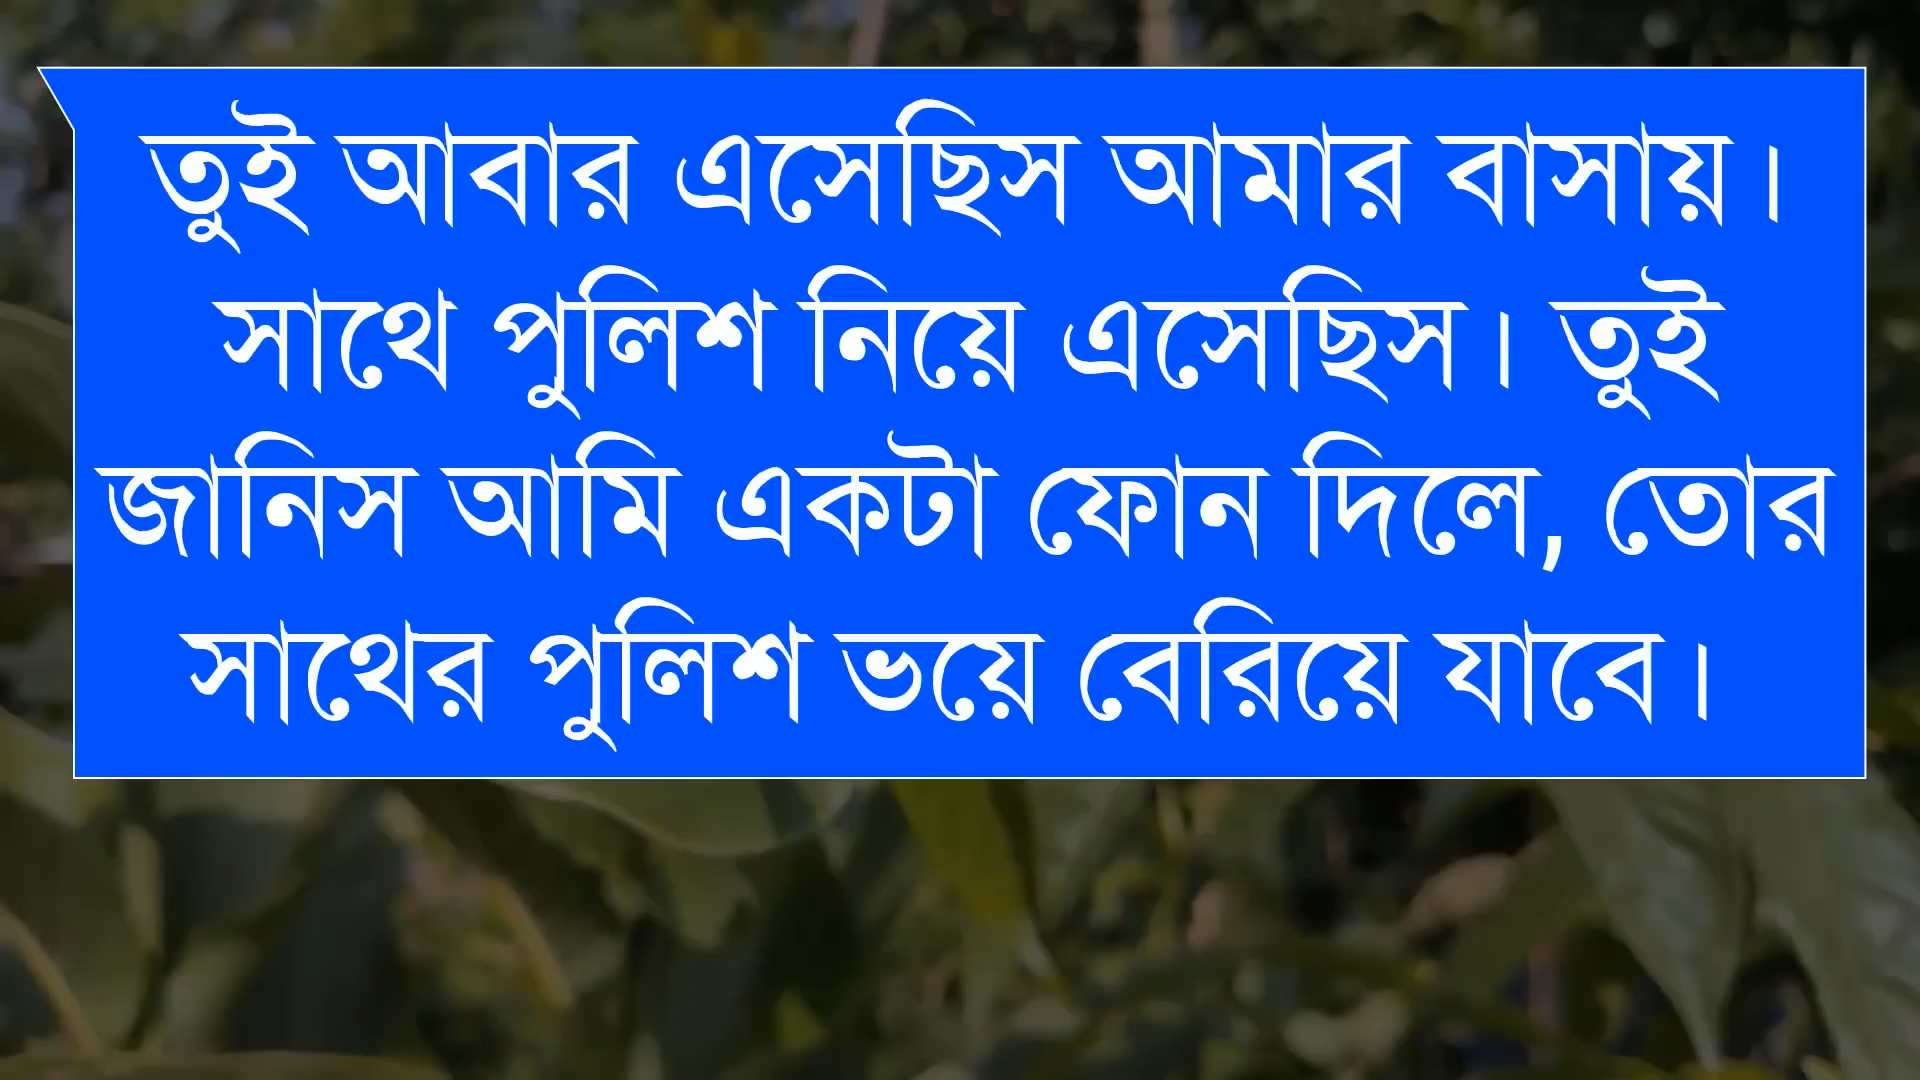 তুই আবার এসেছিস আমার বাসায়।
সাথে পুলিশ নিয়ে এসেছিস। তুই
জানিস আমি একটা ফোন দিলে, তোর
সাথের পুলিশ ভয়ে বেরিয়ে যাবে।